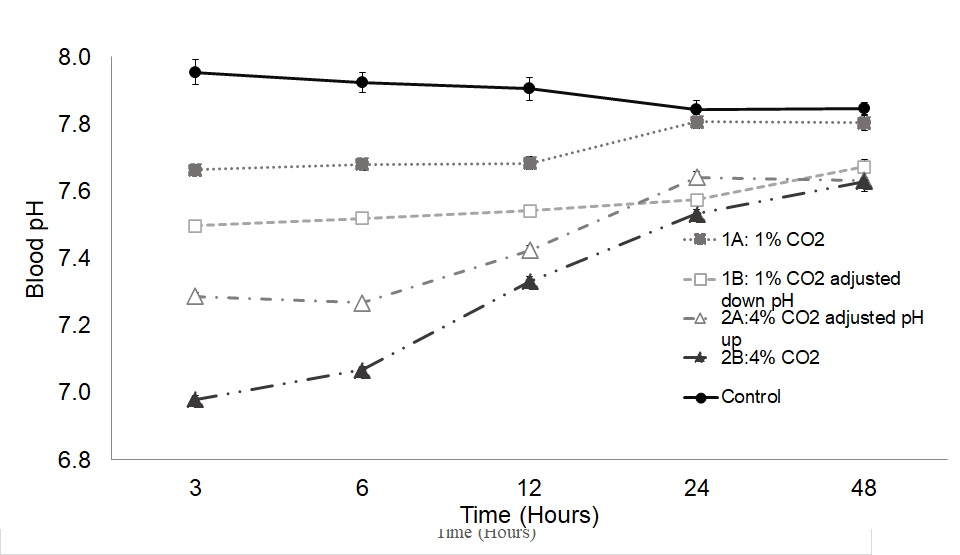 8.0
7.8
7.6
7.4
7.2
7.0
6.8
Blood pH
1A: 1% CO2
1B: 1% CO2 adjusted
down pH
2A:4% CO2 adjusted pH
up
2B:4% CO2
Control
3 6 12 24 48
Time (Hours)
Time (Hours)